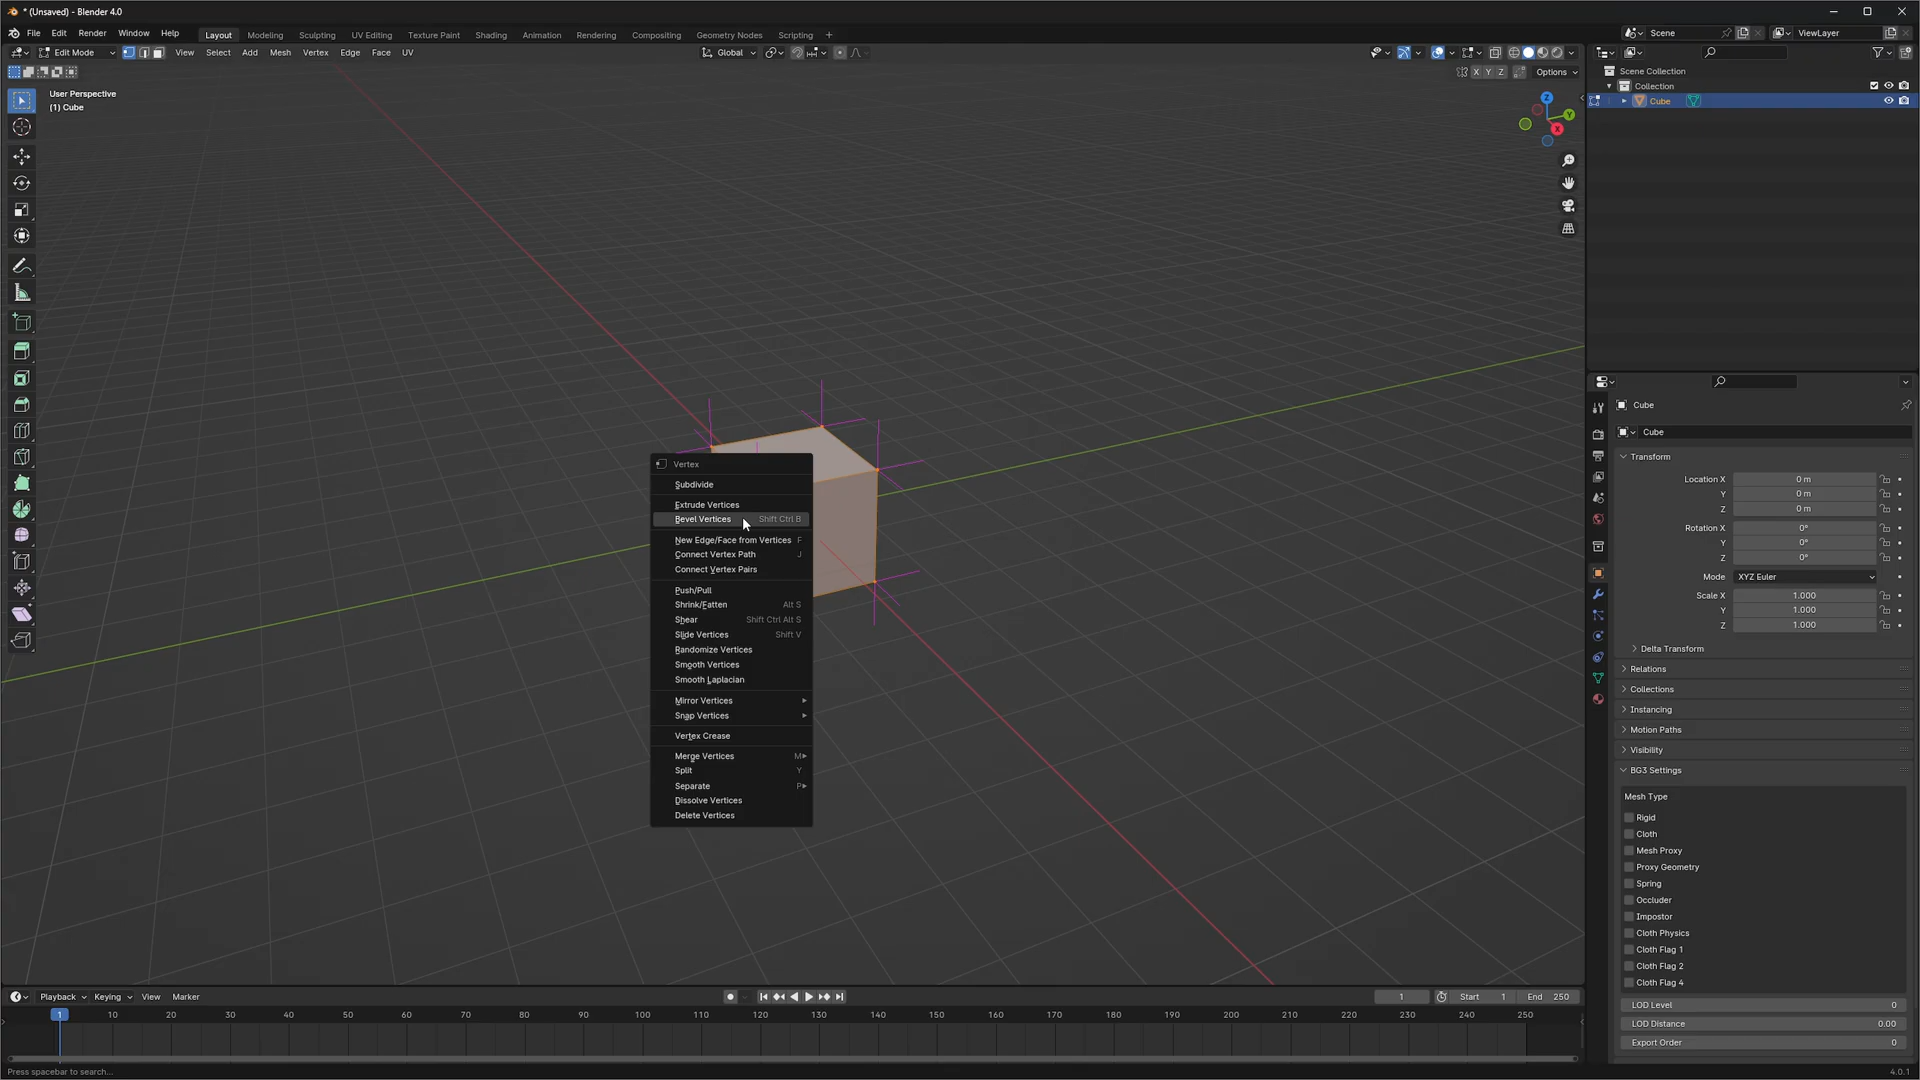 * (Unsaved) - Blender 4.0
File Edit Render Window Help Layout Modeling Sculpting UV Editing Texture Paint Shading Animation Rendering Compositing Geometry Nodes Scripting + Scene ViewLayer
Edit Mode View Select Add Mesh Vertex Edge Face UV Global
X Y Z Options
User Perspective
(1) Cube
Z
Y
X
Scene Collection
Collection
Cube
Vertex
Subdivide
Extrude Vertices
Bevel Vertices Shift Ctrl B
New Edge/Face from Vertices F
Connect Vertex Path J
Connect Vertex Pairs
Push/Pull
Shrink/Fatten Alt S
Shear Shift Ctrl Alt S
Slide Vertices Shift V
Randomize Vertices
Smooth Vertices
Smooth Laplacian
Mirror Vertices
Snap Vertices
Vertex Crease
Merge Vertices M
Split Y
Separate P
Dissolve Vertices
Delete Vertices
Cube
Cube
Transform
Location X 0 m
Y 0 m
Z 0 m
Rotation X 0°
Y 0°
Z 0°
Mode XYZ Euler
Scale X 1.000
Y 1.000
Z 1.000
Delta Transform
Relations
Collections
Instancing
Motion Paths
Visibility
BG3 Settings
Mesh Type
Rigid
Cloth
Mesh Proxy
Proxy Geometry
Spring
Occluder
Impostor
Cloth Physics
Cloth Flag 1
Cloth Flag 2
Cloth Flag 4
LOD Level 0
LOD Distance 0.00
Export Order 0
Playback Keying View Marker 1 Start 1 End 250
1 10 20 30 40 50 60 70 80 90 100 110 120 130 140 150 160 170 180 190 200 210 220 230 240 250
Press spacebar to search... 4.0.1